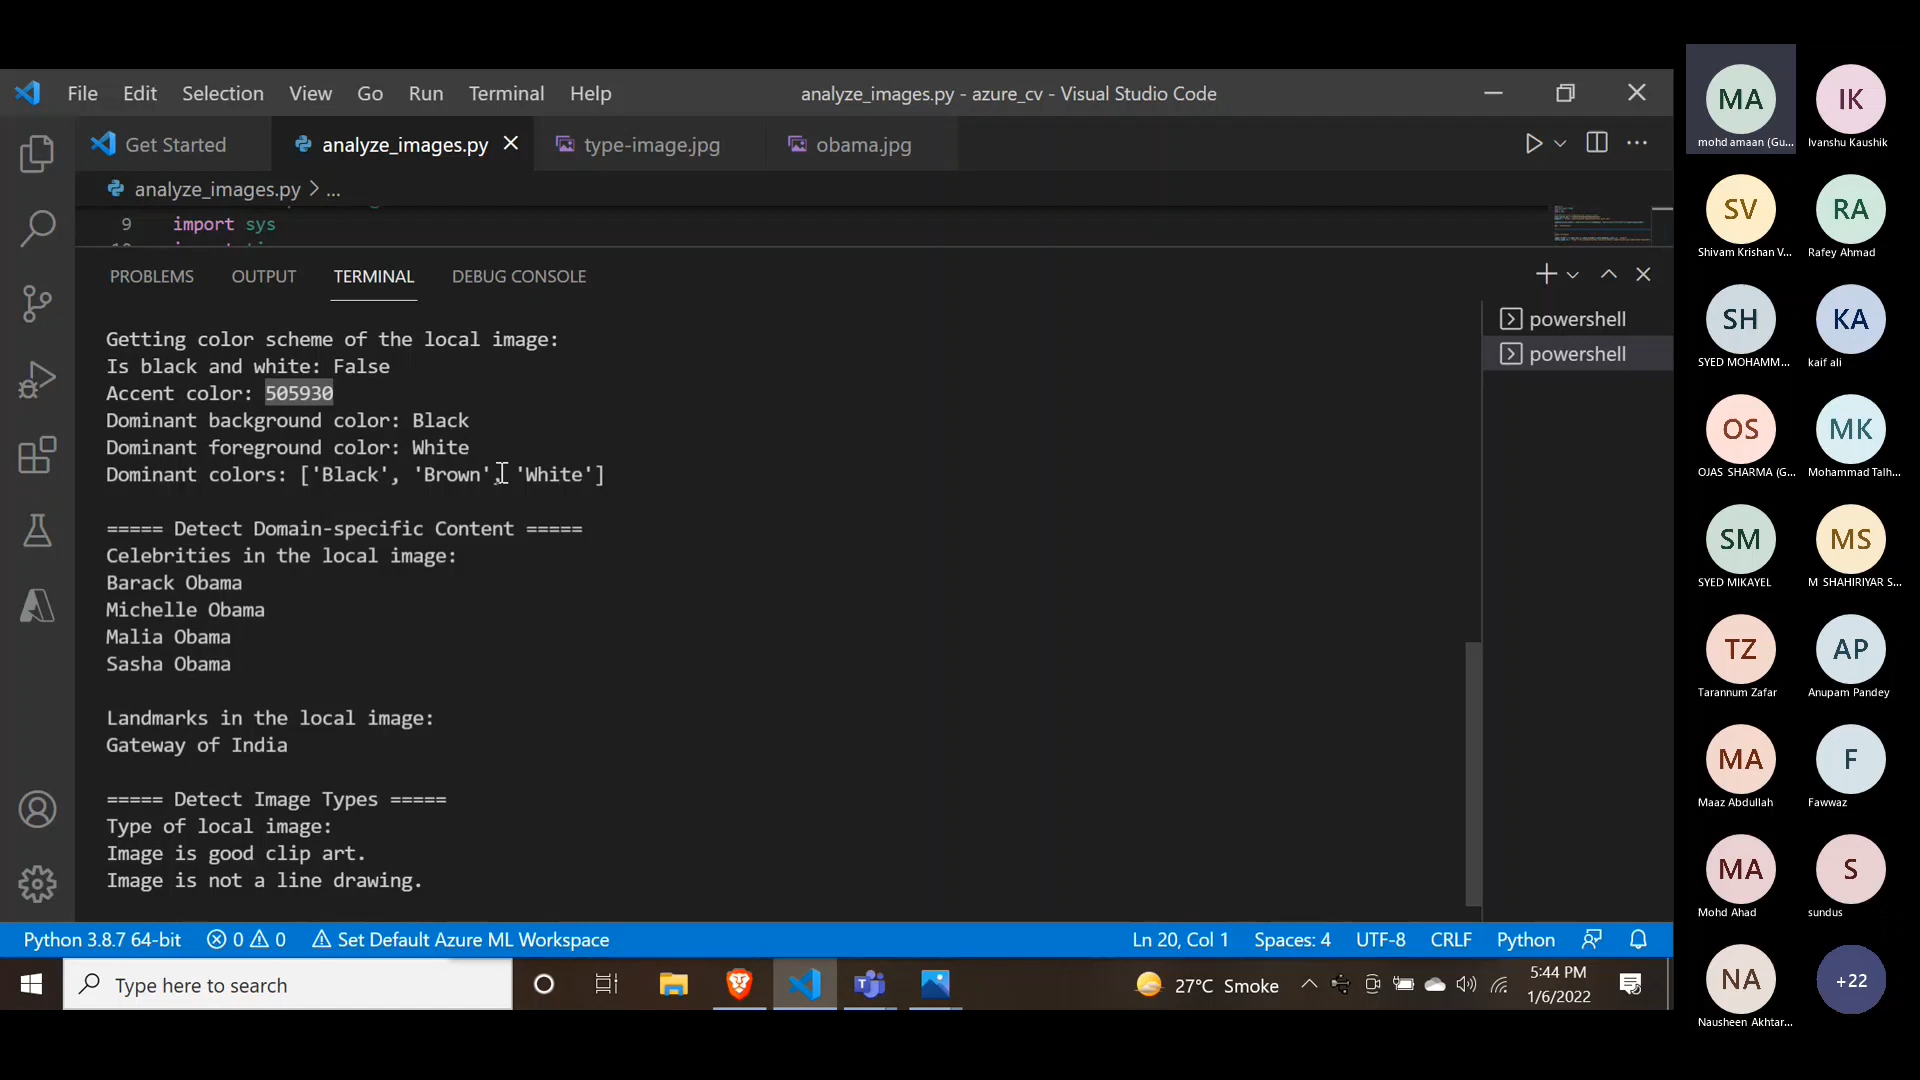 File Edit Selection View Go Run Terminal Help analyze_images.py - azure_cv - Visual Studio Code
Get Started analyze_images.py type-image.jpg obama.jpg
analyze_images.py > ...
9 import sys
PROBLEMS OUTPUT TERMINAL DEBUG CONSOLE
powershell
powershell
Getting color scheme of the local image:
Is black and white: False
Accent color: 505930
Dominant background color: Black
Dominant foreground color: White
Dominant colors: ['Black', 'Brown', 'White']
===== Detect Domain-specific Content =====
Celebrities in the local image:
Barack Obama
Michelle Obama
Malia Obama
Sasha Obama
Landmarks in the local image:
Gateway of India
===== Detect Image Types =====
Type of local image:
Image is good clip art.
Image is not a line drawing.
Python 3.8.7 64-bit 0 0 Set Default Azure ML Workspace Ln 20, Col 1 Spaces: 4 UTF-8 CRLF Python
Type here to search 27°C Smoke 5:44 PM
1/6/2022
MA IK
mohd amaan (Gu... Ivanshu Kaushik
SV RA
Shivam Krishan V... Rafey Ahmad
SH KA
SYED MOHAMM... kaif ali
OS MK
OJAS SHARMA (G... Mohammad Talh...
SM MS
SYED MIKAYEL M SHAHIRIYAR S...
TZ AP
Tarannum Zafar Anupam Pandey
MA F
Maaz Abdullah Fawwaz
MA S
Mohd Ahad sundus
NA +22
Nausheen Akhtar...